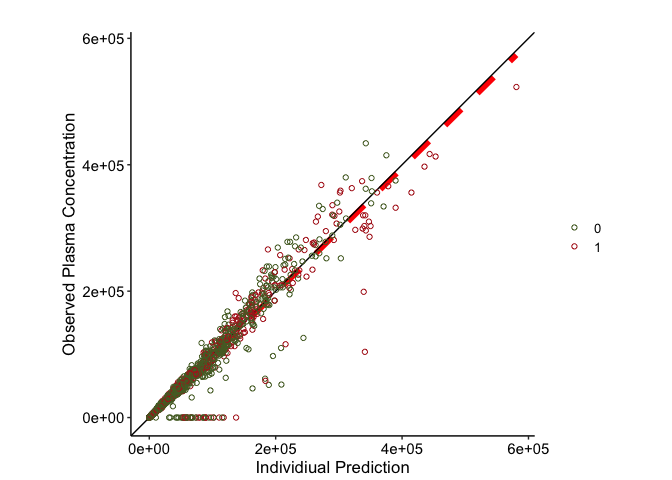 6e+05
4e+05
2e+05
0e+00
Observed Plasma Concentration
0e+00 2e+05 4e+05 6e+05
Individiual Prediction
0
1